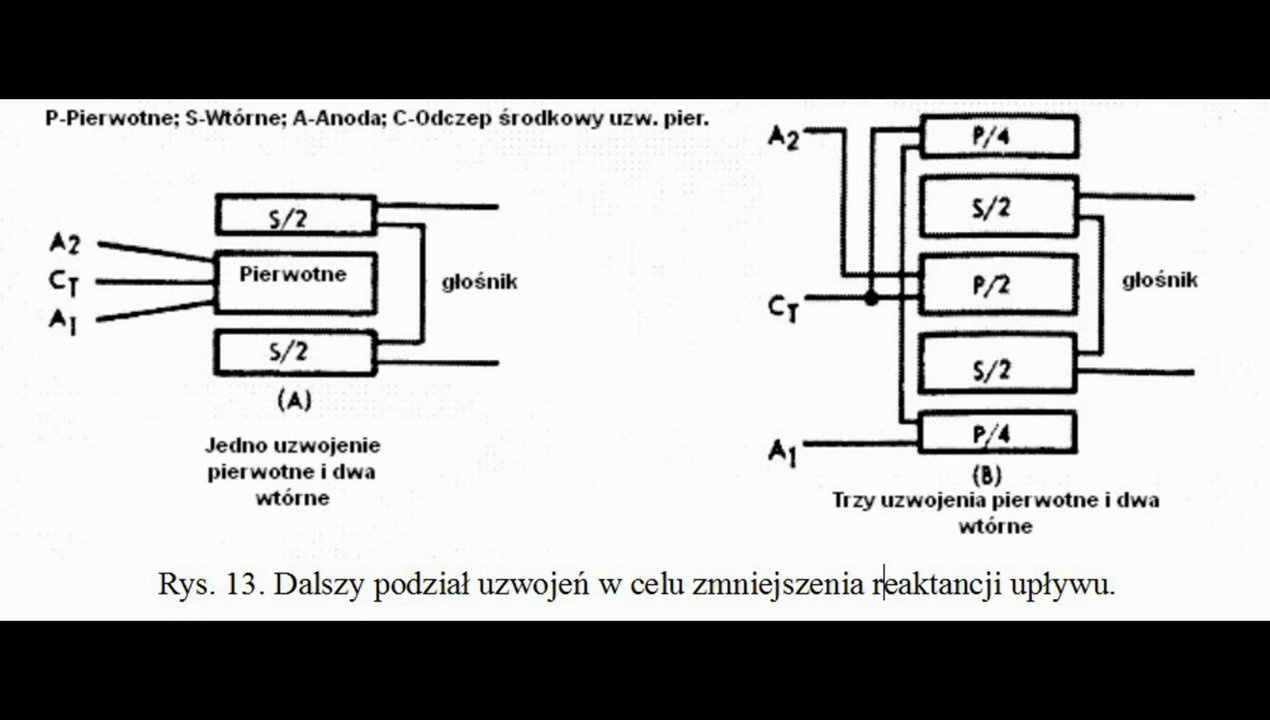 P-Pierwotne; S-Wtórne; A-Anoda; C-Odczep środkowy uzw. pier.
S/2
A2
Pierwotne
CT
głośnik
A1
S/2
(A)
Jedno uzwojenie
pierwotne i dwa
wtórne
A2
P/4
S/2
P/2
głośnik
CT
S/2
P/4
A1
(B)
Trzy uzwojenia pierwotne i dwa
wtórne
Rys. 13. Dalszy podział uzwojeń w celu zmniejszenia reaktancji upływu.